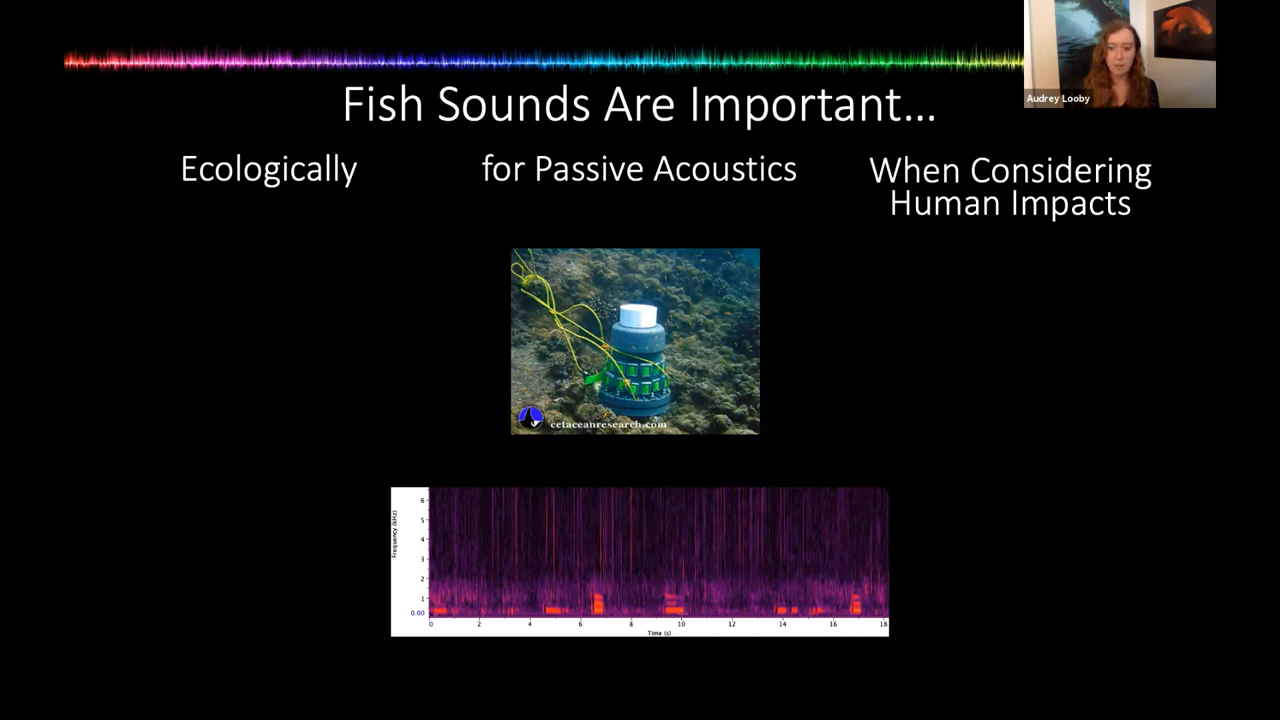 Audrey Looby
Fish Sounds Are Important...
Ecologically
for Passive Acoustics
When Considering
Human Impacts
cetaceanresearch.com
Frequency (kHz)
6
5
4
3
2
1
0.00
0 2 4 6 8 10 12 14 16 18
Time (s)